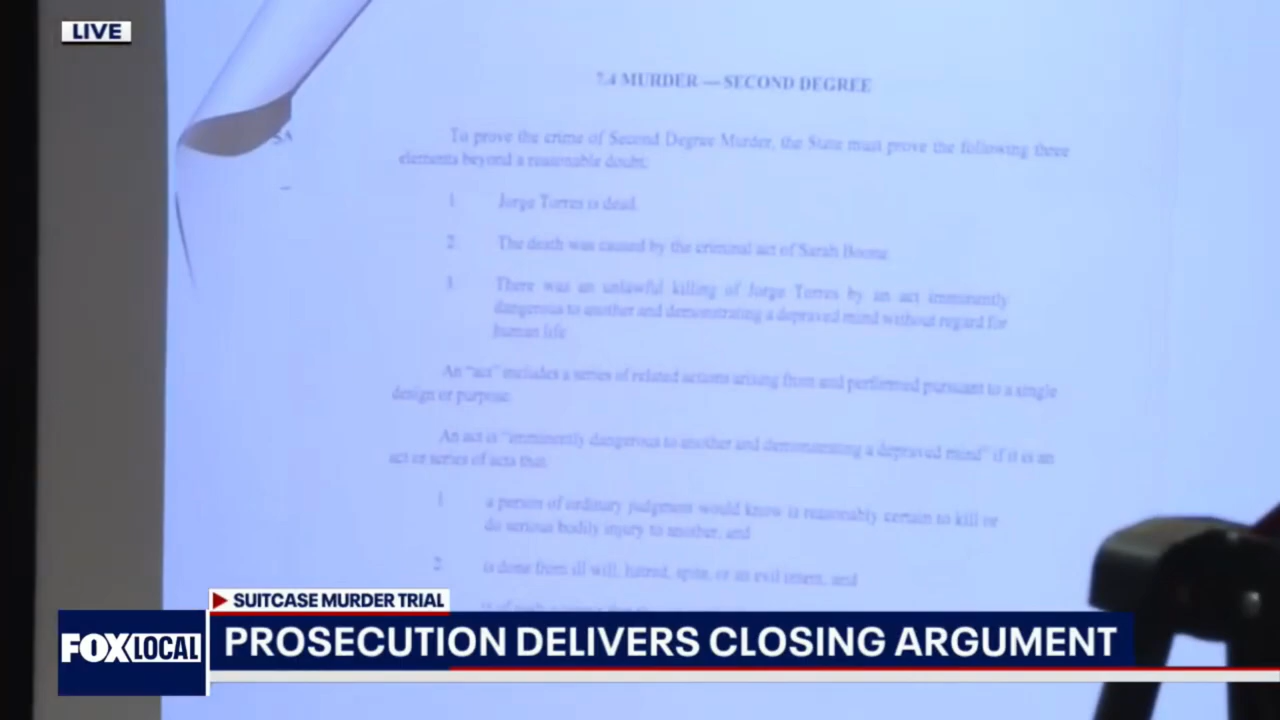 LIVE
7.4 MURDER — SECOND DEGREE
SA
To prove the crime of Second Degree Murder, the State must prove the following three
elements beyond a reasonable doubt:
1. Jorge Torres is dead.
2. The death was caused by the criminal act of Sarah Boone.
3. There was an unlawful killing of Jorge Torres by an act imminently
dangerous to another and demonstrating a depraved mind without regard for
human life.
An "act" includes a series of related actions arising from and performed pursuant to a single
design or purpose.
An act is "imminently dangerous to another and demonstrating a depraved mind" if it is an
act or series of acts that:
1. a person of ordinary judgment would know is reasonably certain to kill or
do serious bodily injury to another, and
2. is done from ill will, hatred, spite, or an evil intent, and
SUITCASE MURDER TRIAL
FOX LOCAL
PROSECUTION DELIVERS CLOSING ARGUMENT